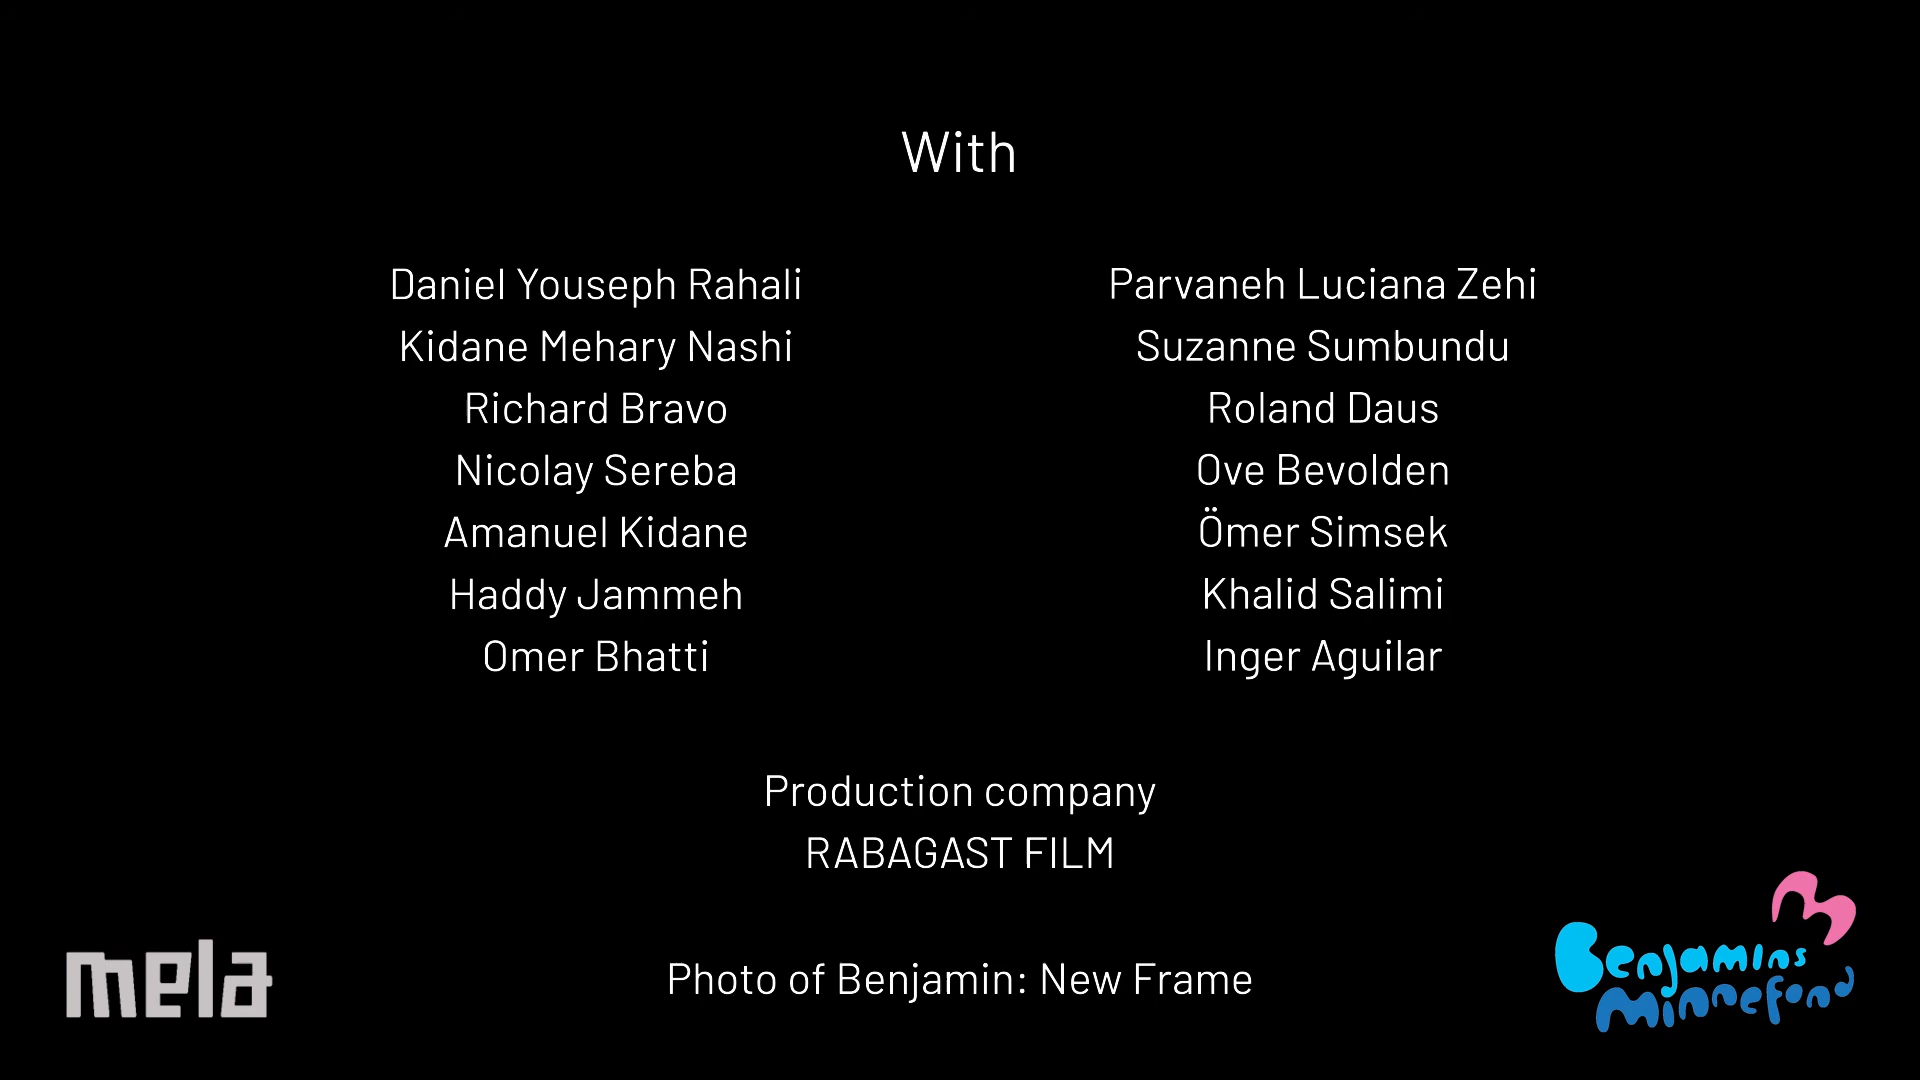 With
Daniel Youseph Rahali
Kidane Mehary Nashi
Richard Bravo
Nicolay Sereba
Amanuel Kidane
Haddy Jammeh
Omer Bhatti
Parvaneh Luciana Zehi
Suzanne Sumbundu
Roland Daus
Ove Bevolden
Ömer Simsek
Khalid Salimi
Inger Aguilar
Production company
RABAGAST FILM
Photo of Benjamin: New Frame
mela
Benjamins
Minnefond